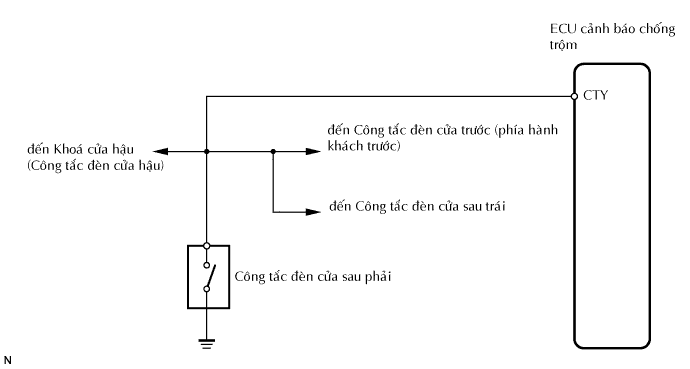 ECU cảnh báo chống
trộm
CTY
đến Công tắc đèn cửa trước (phía hành
khách trước)
đến Khoá cửa hậu
(Công tắc đèn cửa hậu)
đến Công tắc đèn cửa sau trái
Công tắc đèn cửa sau phải
N